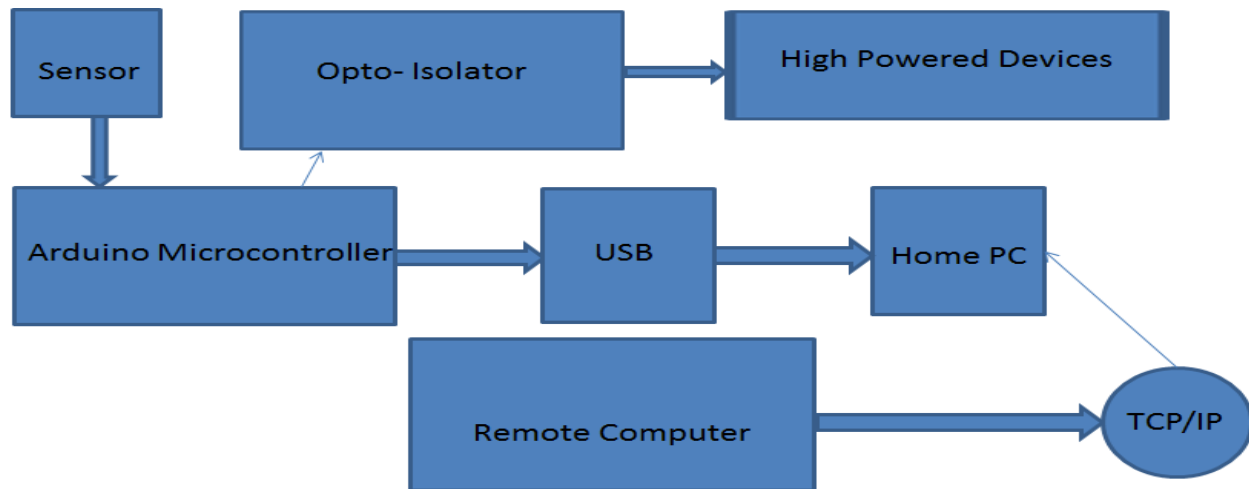 Sensor
Opto- Isolator
High Powered Devices
Arduino Microcontroller
USB
Home PC
Remote Computer
TCP/IP